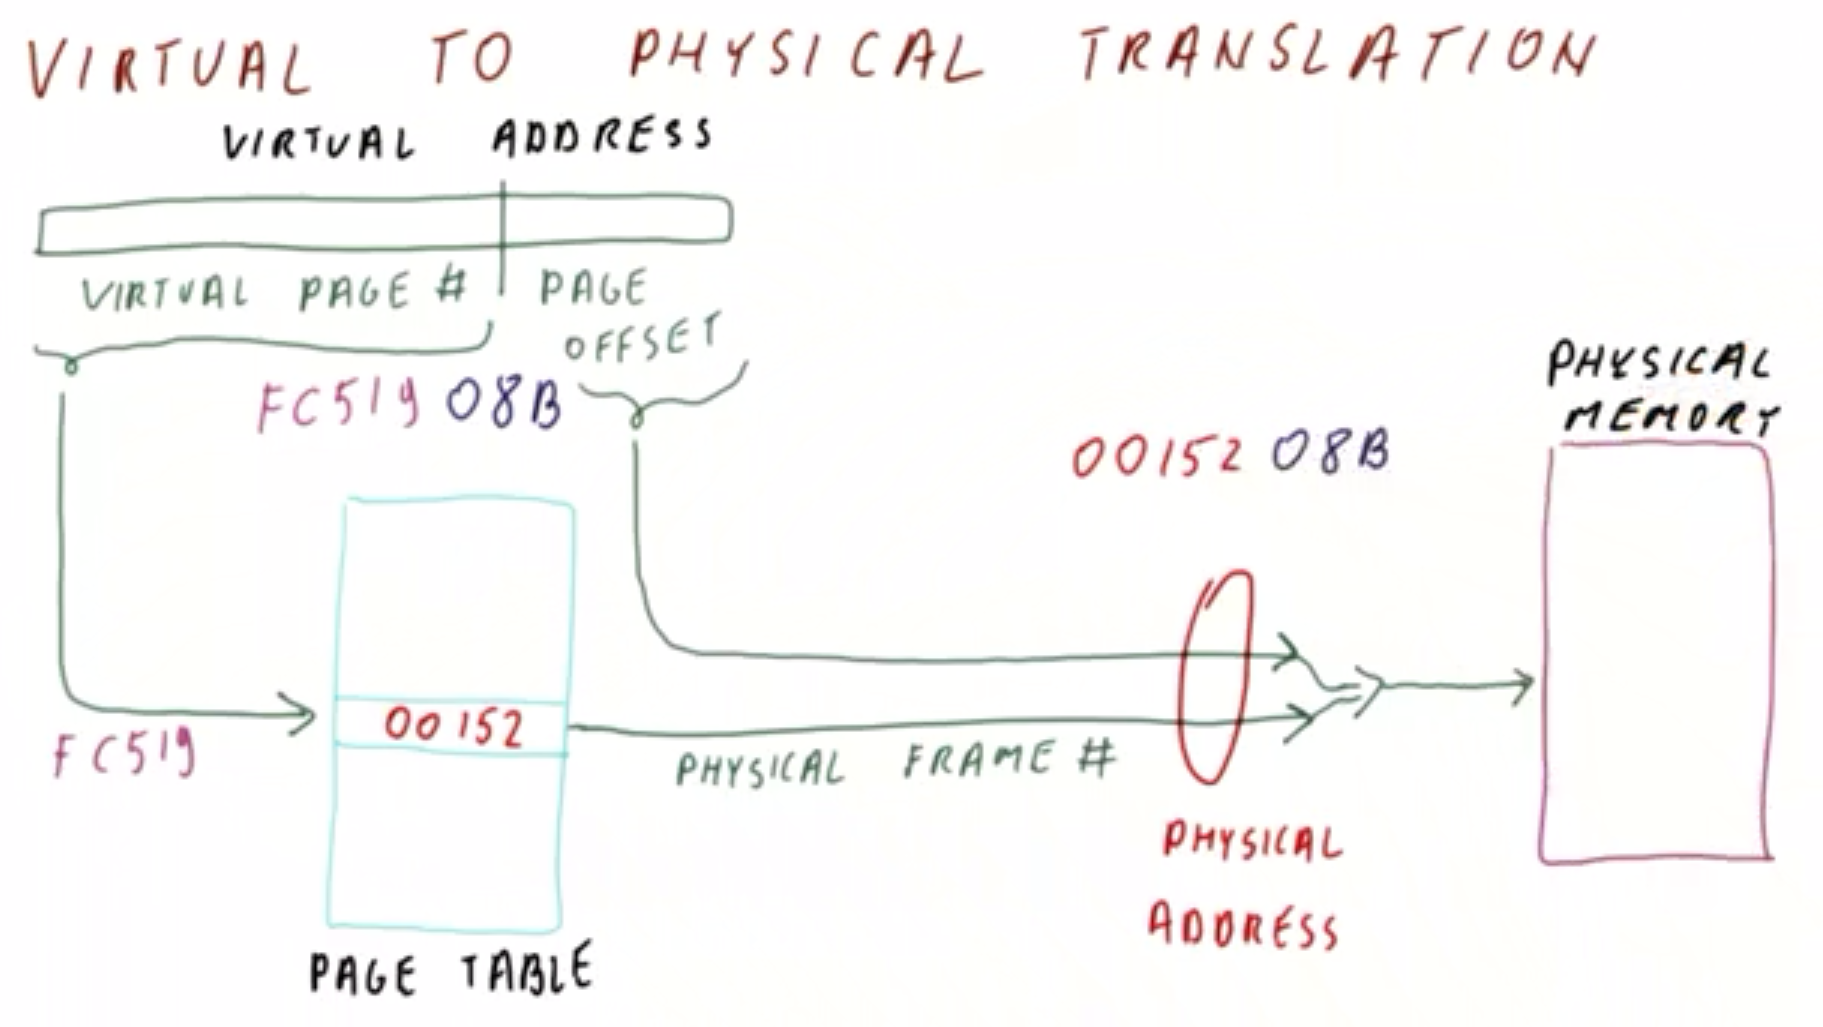 VIRTUAL TO PHYSICAL TRANSLATION
VIRTUAL ADDRESS
VIRTUAL PAGE # PAGE
OFFSET
FC519 08B
PHYSICAL
MEMORY
00152 08B
00152
FC519
PHYSICAL FRAME #
PHYSICAL
ADDRESS
PAGE TABLE